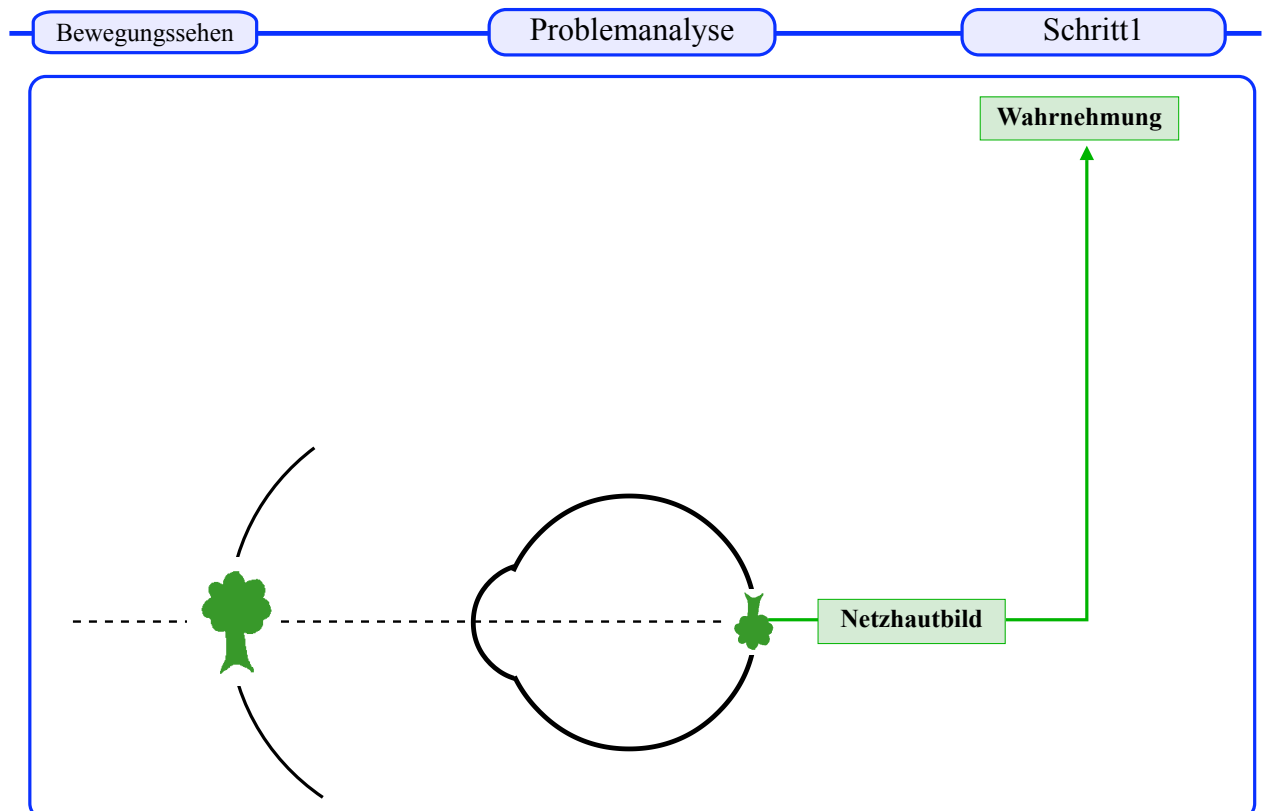 Bewegungssehen
Problemanalyse
Schritt1
Wahrnehmung
Netzhautbild